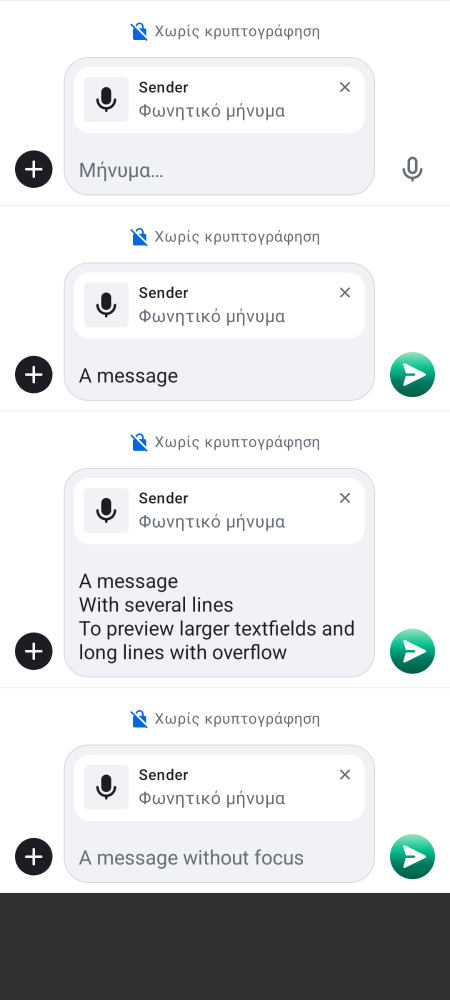 Χωρίς κρυπτογράφηση
Sender
Φωνητικό μήνυμα
Μήνυμα…
Χωρίς κρυπτογράφηση
Sender
Φωνητικό μήνυμα
A message
Χωρίς κρυπτογράφηση
Sender
Φωνητικό μήνυμα
A message
With several lines
To preview larger textfields and
long lines with overflow
Χωρίς κρυπτογράφηση
Sender
Φωνητικό μήνυμα
A message without focus